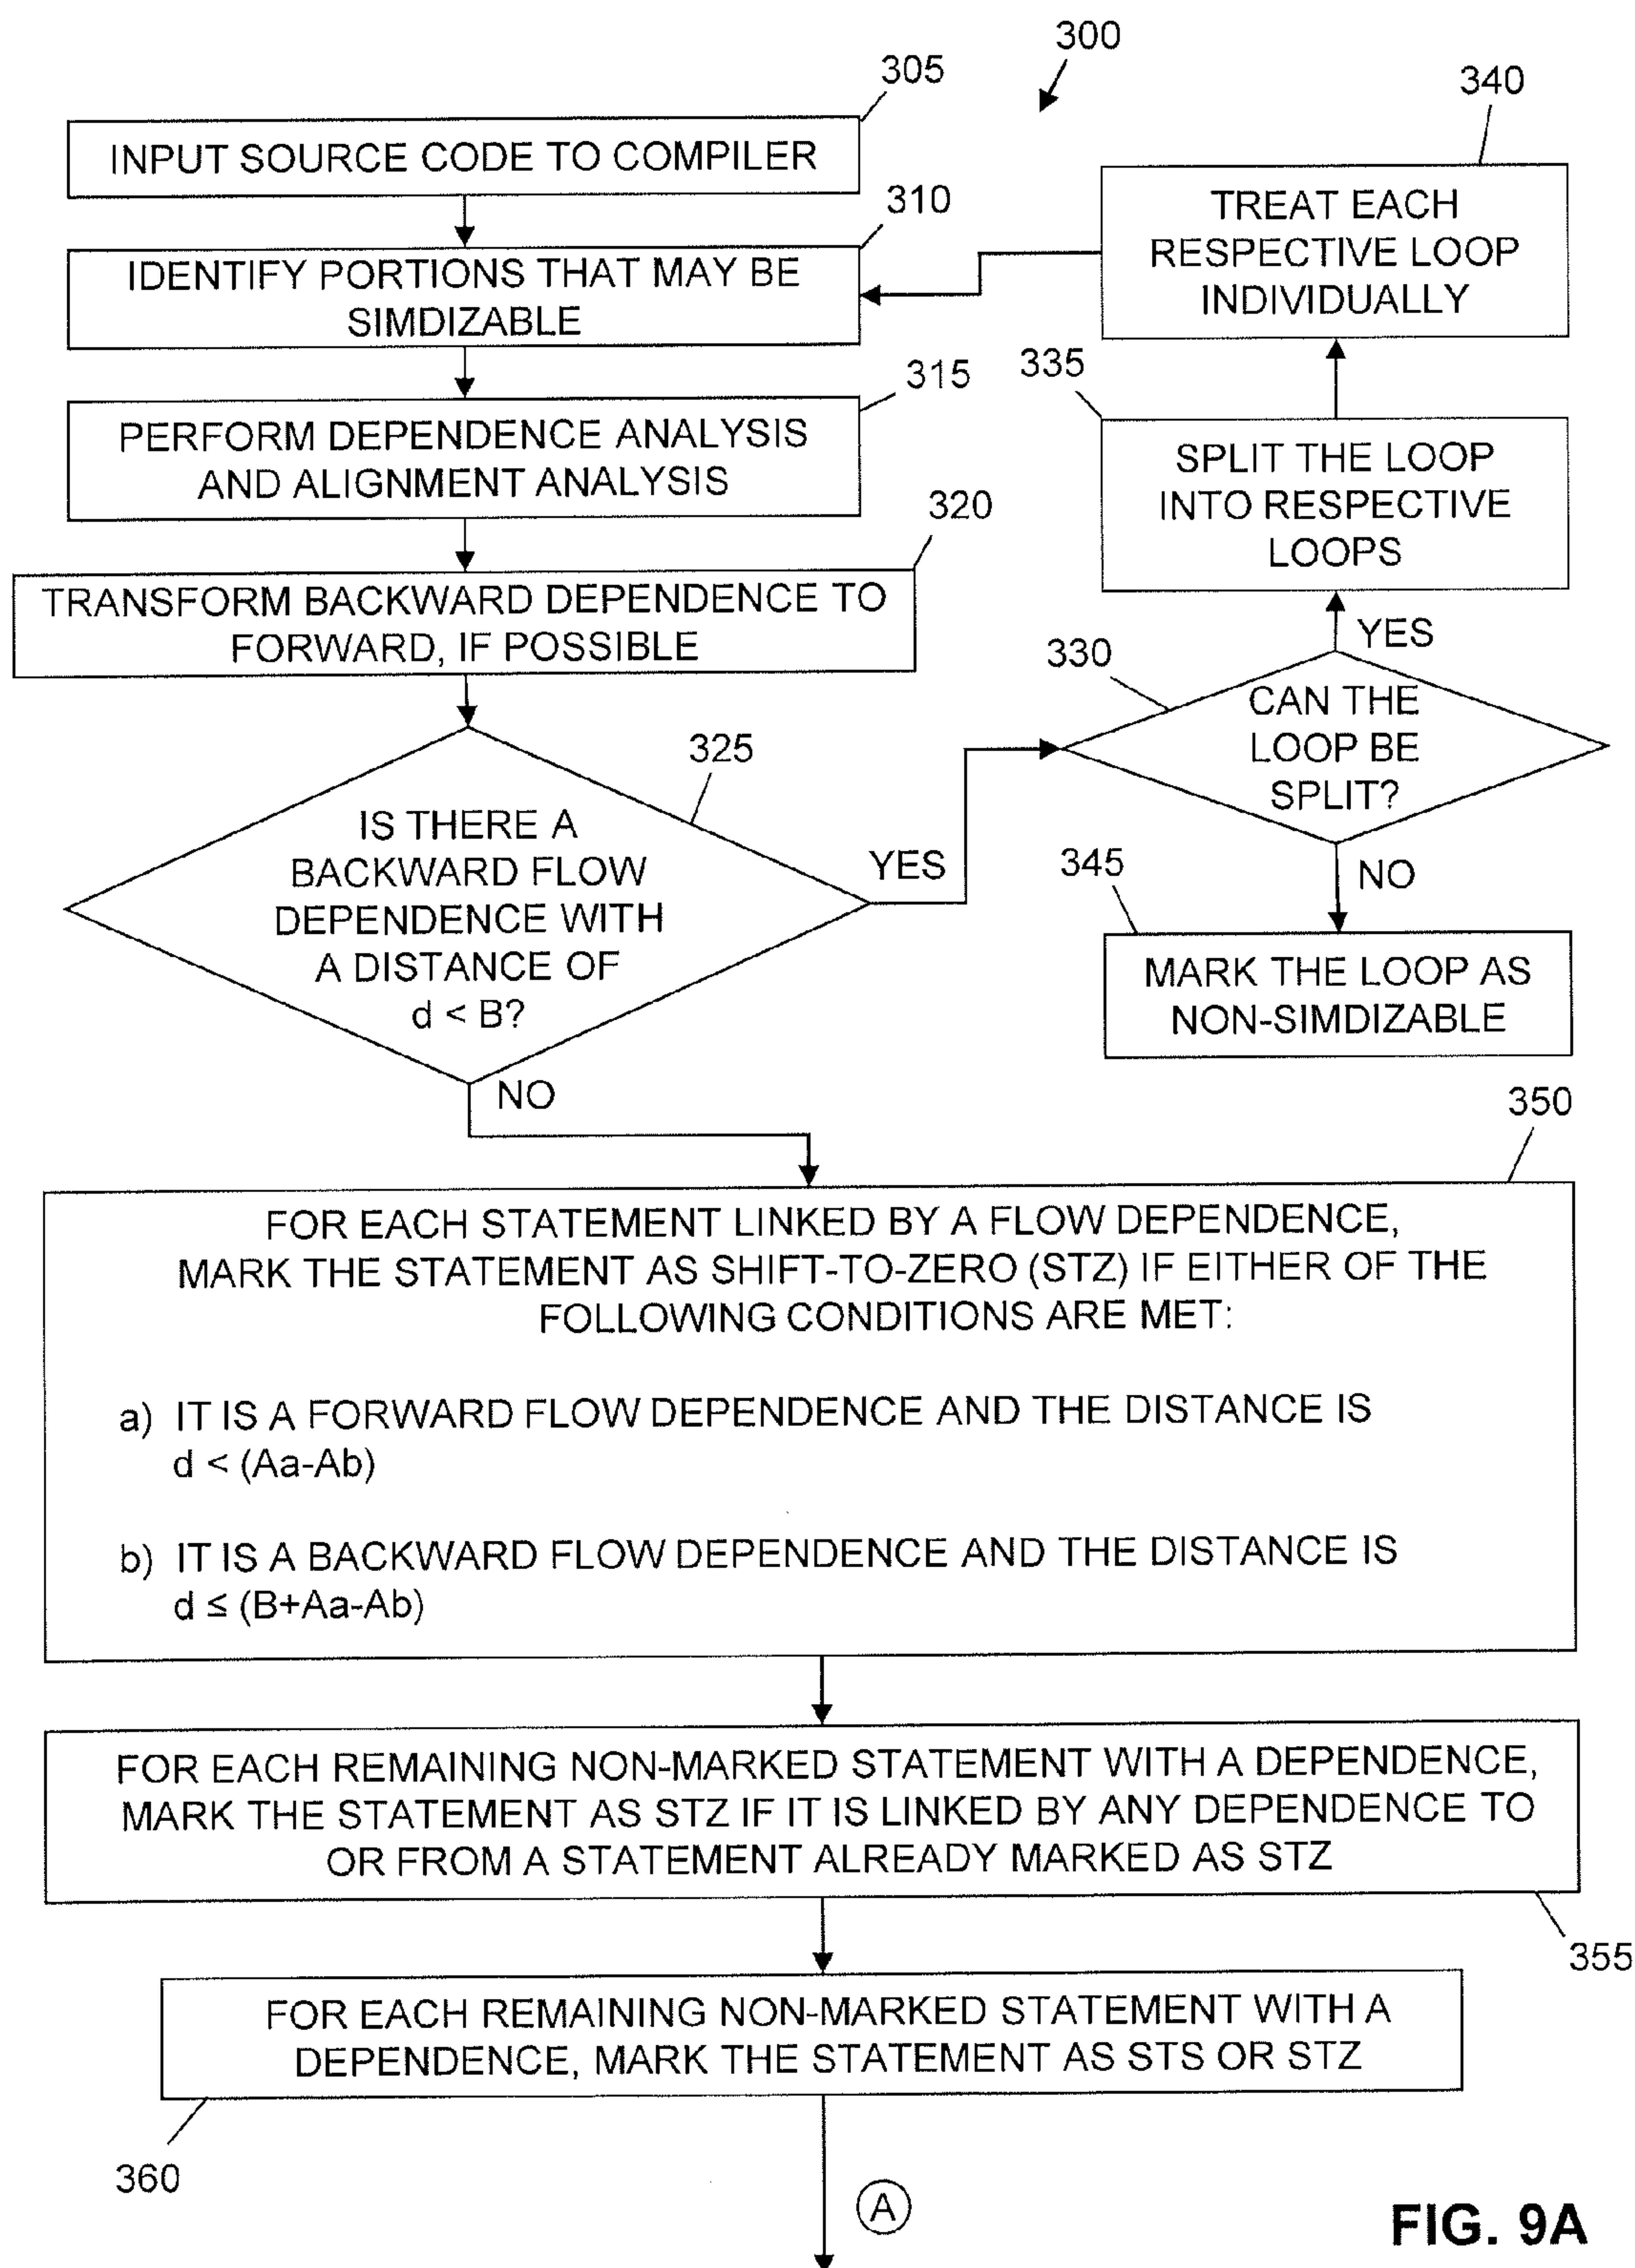 300
305
INPUT SOURCE CODE TO COMPILER
310
IDENTIFY PORTIONS THAT MAY BE
SIMDIZABLE
315
PERFORM DEPENDENCE ANALYSIS
AND ALIGNMENT ANALYSIS
320
TRANSFORM BACKWARD DEPENDENCE TO
FORWARD, IF POSSIBLE
325
IS THERE A
BACKWARD FLOW
DEPENDENCE WITH
A DISTANCE OF
d < B?
YES
NO
340
TREAT EACH
RESPECTIVE LOOP
INDIVIDUALLY
335
SPLIT THE LOOP
INTO RESPECTIVE
LOOPS
YES
330
CAN THE
LOOP BE
SPLIT?
NO
345
MARK THE LOOP AS
NON-SIMDIZABLE
350
FOR EACH STATEMENT LINKED BY A FLOW DEPENDENCE,
MARK THE STATEMENT AS SHIFT-TO-ZERO (STZ) IF EITHER OF THE
FOLLOWING CONDITIONS ARE MET:
a) IT IS A FORWARD FLOW DEPENDENCE AND THE DISTANCE IS
d < (Aa-Ab)
b) IT IS A BACKWARD FLOW DEPENDENCE AND THE DISTANCE IS
d ≤ (B+Aa-Ab)
FOR EACH REMAINING NON-MARKED STATEMENT WITH A DEPENDENCE,
MARK THE STATEMENT AS STZ IF IT IS LINKED BY ANY DEPENDENCE TO
OR FROM A STATEMENT ALREADY MARKED AS STZ
355
FOR EACH REMAINING NON-MARKED STATEMENT WITH A
DEPENDENCE, MARK THE STATEMENT AS STS OR STZ
360
A
FIG. 9A